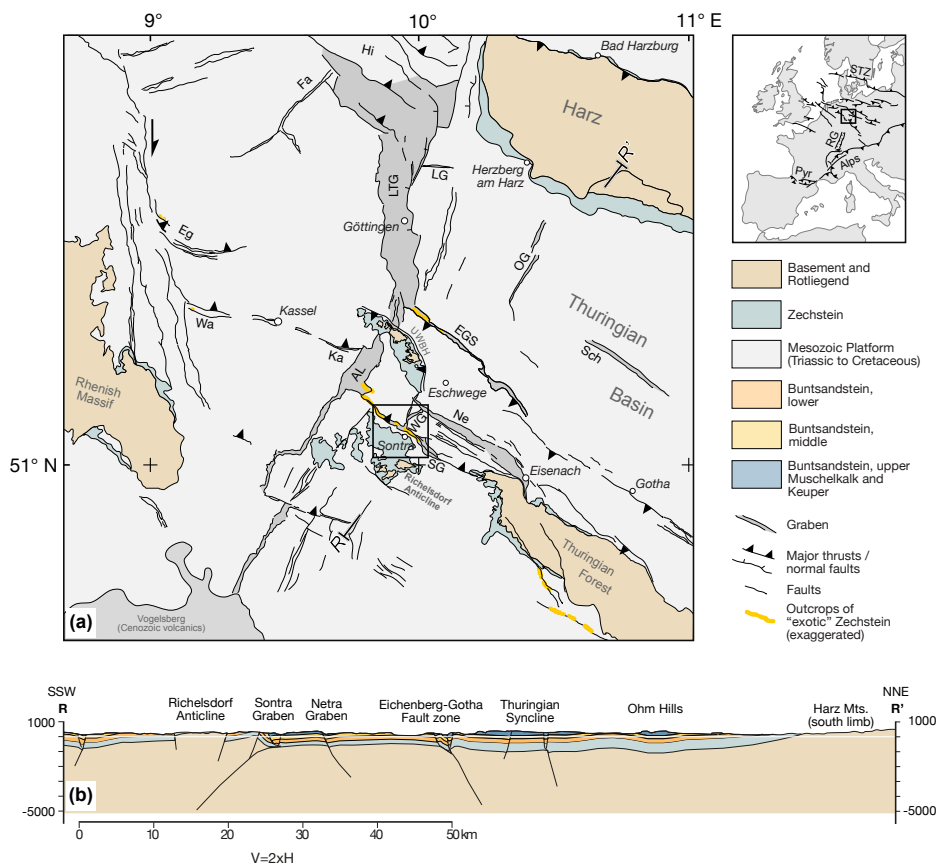 9°
10°
11° E
Hi
Bad Harzburg
Fa
Harz
R'
LTG
LG
Herzberg
am Harz
Göttingen
Eg
OG
Thuringian
Basin
Kassel
Wa
EGS
UWBH
Ka
Sch
AL
Eschwege
Rhenish
Massif
Ne
WG
Sontra
51° N
SG
Eisenach
Richelsdorf
Anticline
Gotha
R
Thuringian
Forest
Vogelsberg
(Cenozoic volcanics)
(a)
STZ
RG
Alps
Pyr
Basement and
Rotliegend
Zechstein
Mesozoic Platform
(Triassic to Cretaceous)
Buntsandstein,
lower
Buntsandstein,
middle
Buntsandstein, upper
Muschelkalk and
Keuper
Graben
Major thrusts /
normal faults
Faults
Outcrops of
"exotic" Zechstein
(exaggerated)
SSW
R
Richelsdorf
Anticline
Sontra
Graben
Netra
Graben
Eichenberg-Gotha
Fault zone
Thuringian
Syncline
Ohm Hills
Harz Mts.
(south limb)
NNE
R'
1000
1000
0
-5000
-5000
(b)
0
10
20
30
40
50 km
V=2xH